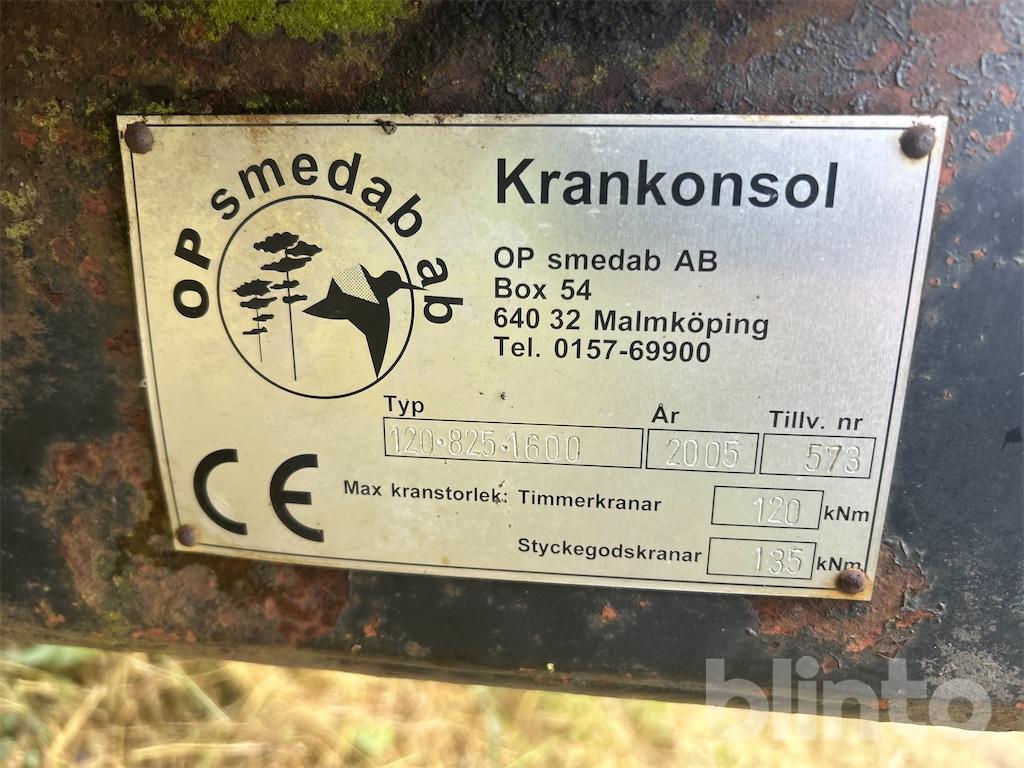 OP smedab ab
Krankonsol
OP smedab AB
Box 54
640 32 Malmköping
Tel. 0157-69900
Typ År Tillv. nr
120·825·1600 2005 573
CE
Max kranstorlek: Timmerkranar 120 kNm
Styckegodskranar 135 kNm
blinto